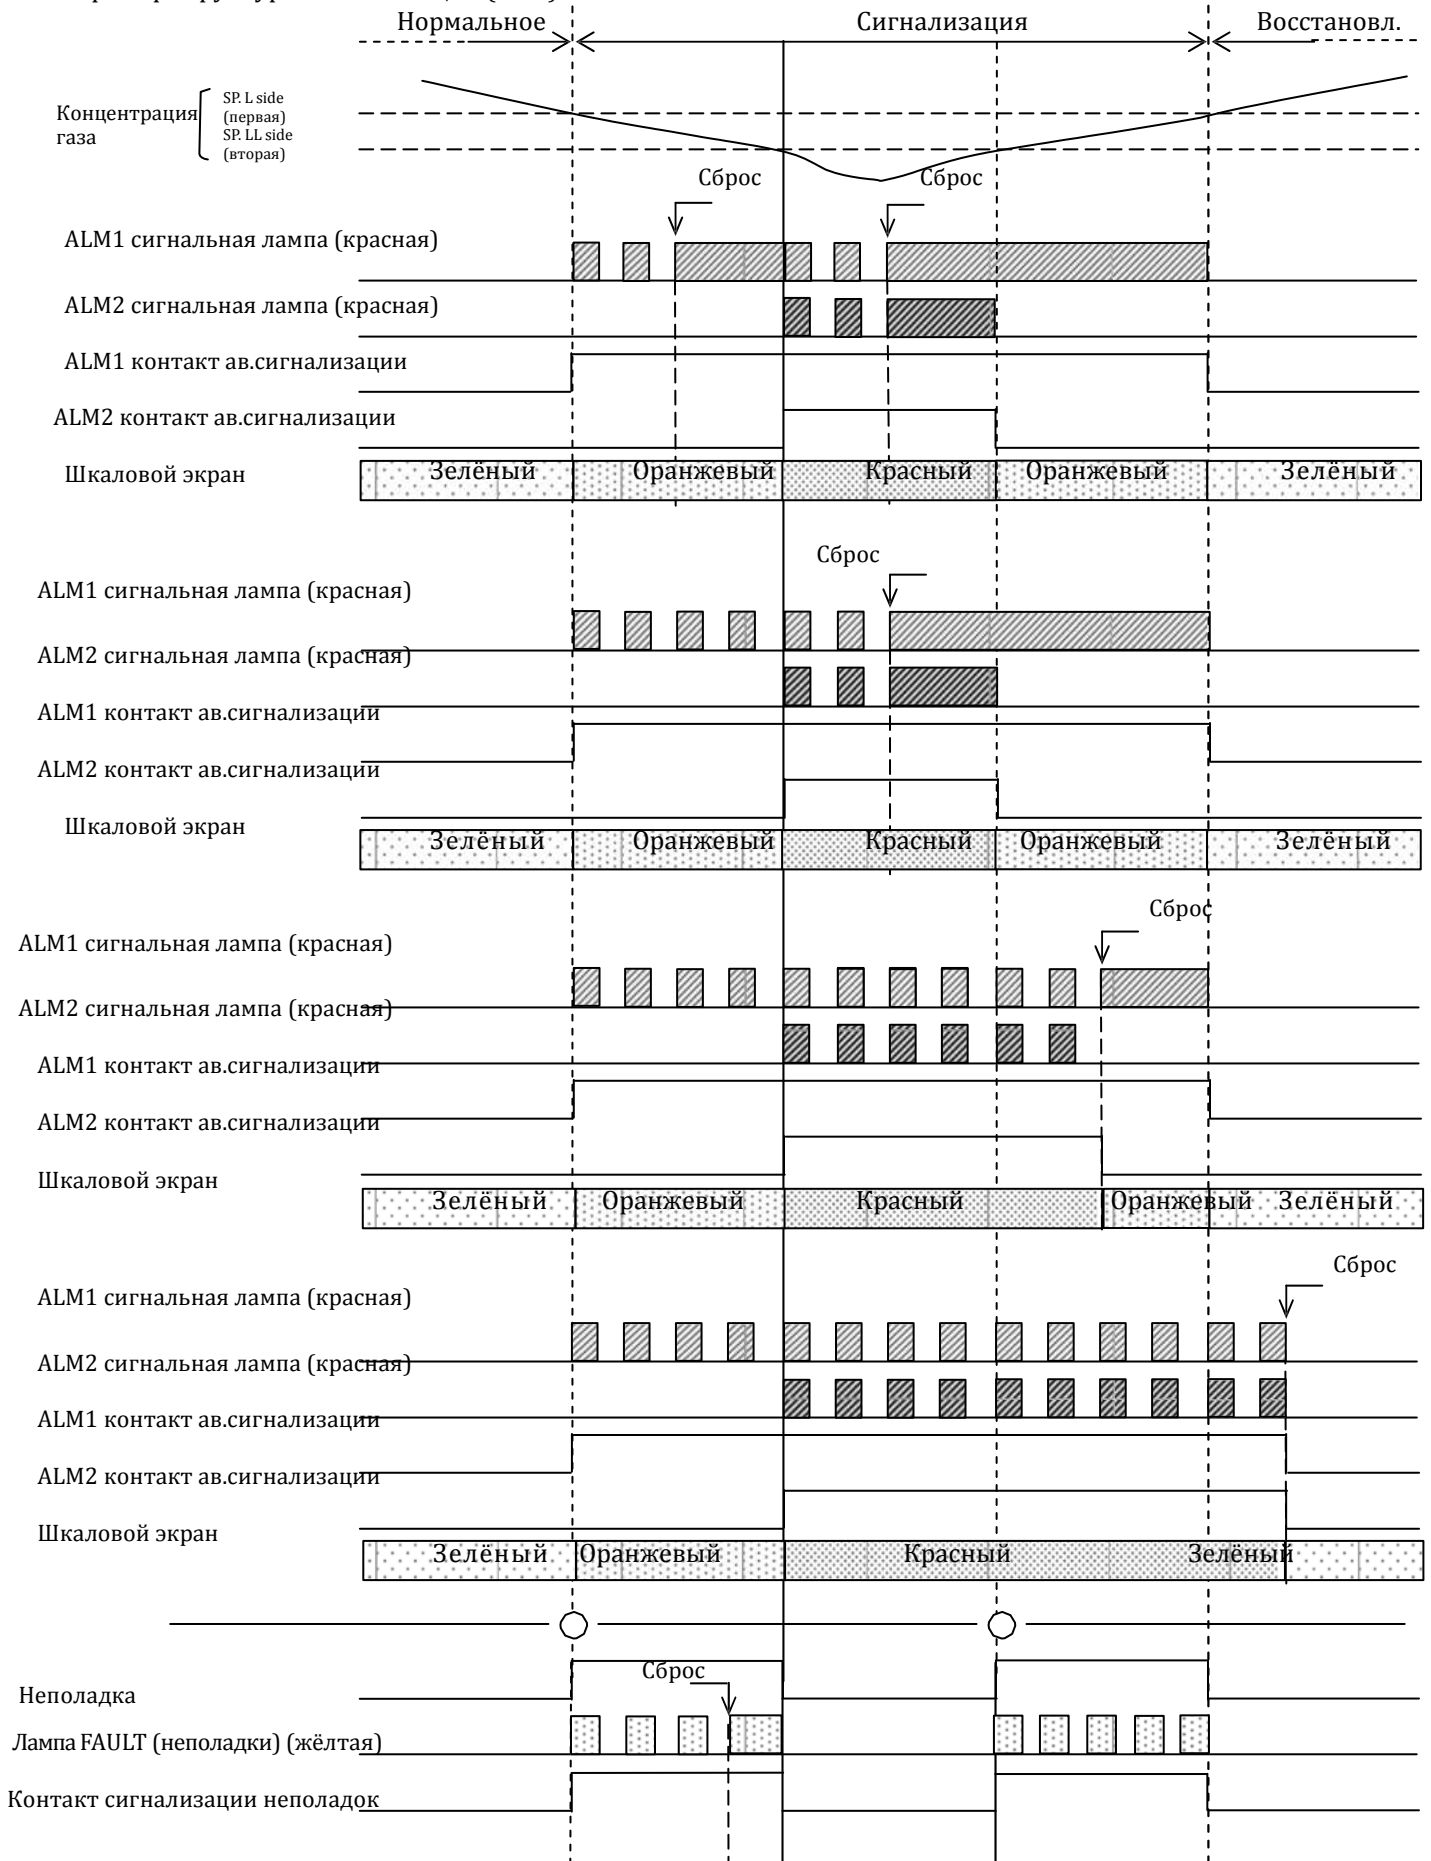 Нормальное
Сигнализация
Восстановл.
Концентрация
газа
SP. L side
(первая)
SP. LL side
(вторая)
Сброс
Сброс
ALM1 сигнальная лампа (красная)
ALM2 сигнальная лампа (красная)
ALM1 контакт ав.сигнализации
ALM2 контакт ав.сигнализации
Шкаловой экран
Зелёный
Оранжевый
Красный
Оранжевый
Зелёный
Сброс
ALM1 сигнальная лампа (красная)
ALM2 сигнальная лампа (красная)
ALM1 контакт ав.сигнализации
ALM2 контакт ав.сигнализации
Шкаловой экран
Зелёный
Оранжевый
Красный
Оранжевый
Зелёный
Сброс
ALM1 сигнальная лампа (красная)
ALM2 сигнальная лампа (красная)
ALM1 контакт ав.сигнализации
ALM2 контакт ав.сигнализации
Шкаловой экран
Зелёный
Оранжевый
Красный
Оранжевый
Зелёный
Сброс
ALM1 сигнальная лампа (красная)
ALM2 сигнальная лампа (красная)
ALM1 контакт ав.сигнализации
ALM2 контакт ав.сигнализации
Шкаловой экран
Зелёный
Оранжевый
Красный
Зелёный
Сброс
Неполадка
Лампа FAULT (неполадки) (жёлтая)
Контакт сигнализации неполадок